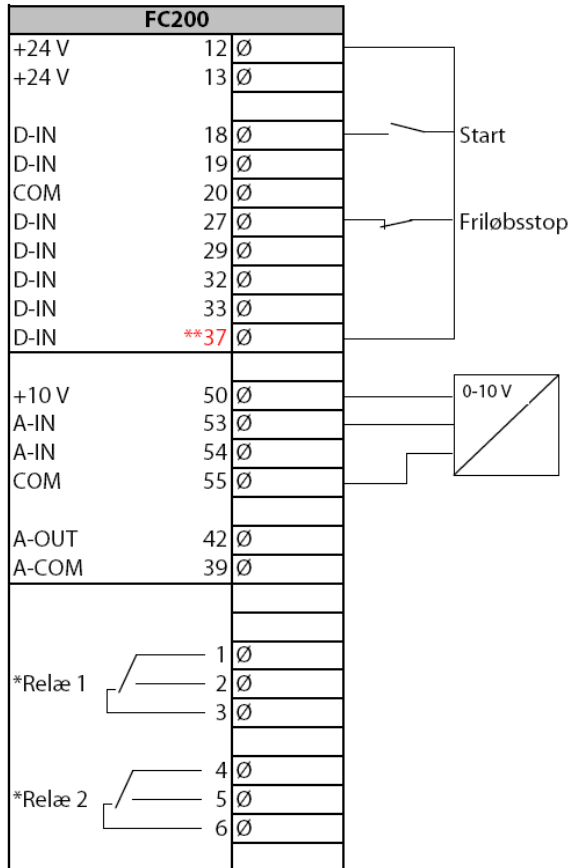 FC200
+24 V 12 Ø
+24 V 13 Ø
D-IN 18 Ø Start
D-IN 19 Ø
COM 20 Ø
D-IN 27 Ø Friløbsstop
D-IN 29 Ø
D-IN 32 Ø
D-IN 33 Ø
D-IN **37 Ø
+10 V 50 Ø 0-10 V
A-IN 53 Ø
A-IN 54 Ø
COM 55 Ø
A-OUT 42 Ø
A-COM 39 Ø
1 Ø
*Relæ 1 2 Ø
3 Ø
4 Ø
*Relæ 2 5 Ø
6 Ø